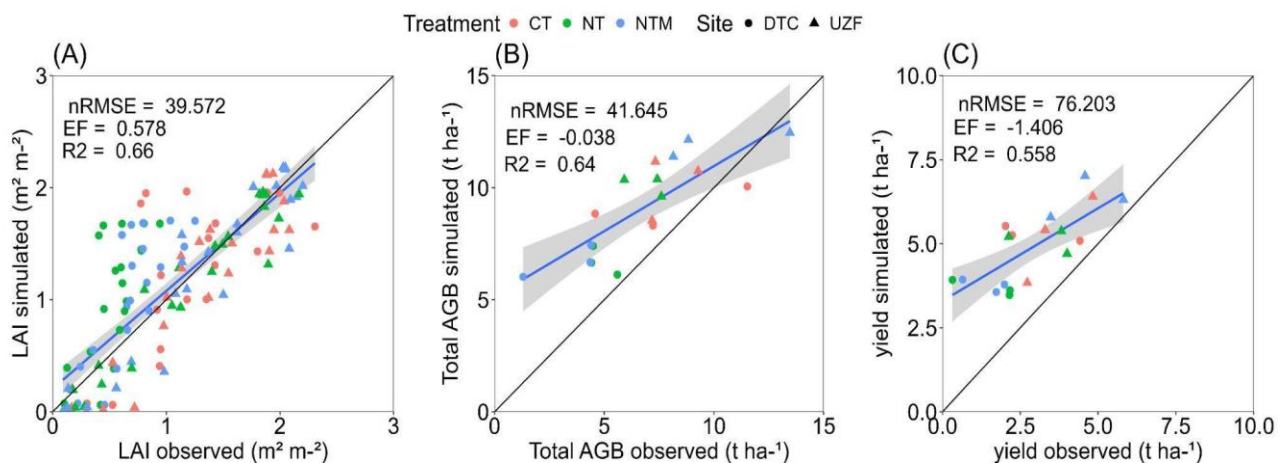 Treatment CT NT NTM Site DTC UZF
(A)
nRMSE = 39.572
EF = 0.578
R2 = 0.66
3
2
1
0
0 1 2 3
LAI simulated (m² m-²)
LAI observed (m² m-²)
(B)
nRMSE = 41.645
EF = -0.038
R2 = 0.64
15
10
5
0
0 5 10 15
Total AGB simulated (t ha-¹)
Total AGB observed (t ha-¹)
(C)
nRMSE = 76.203
EF = -1.406
R2 = 0.558
10.0
7.5
5.0
2.5
0.0
0.0 2.5 5.0 7.5 10.0
yield simulated (t ha-¹)
yield observed (t ha-¹)